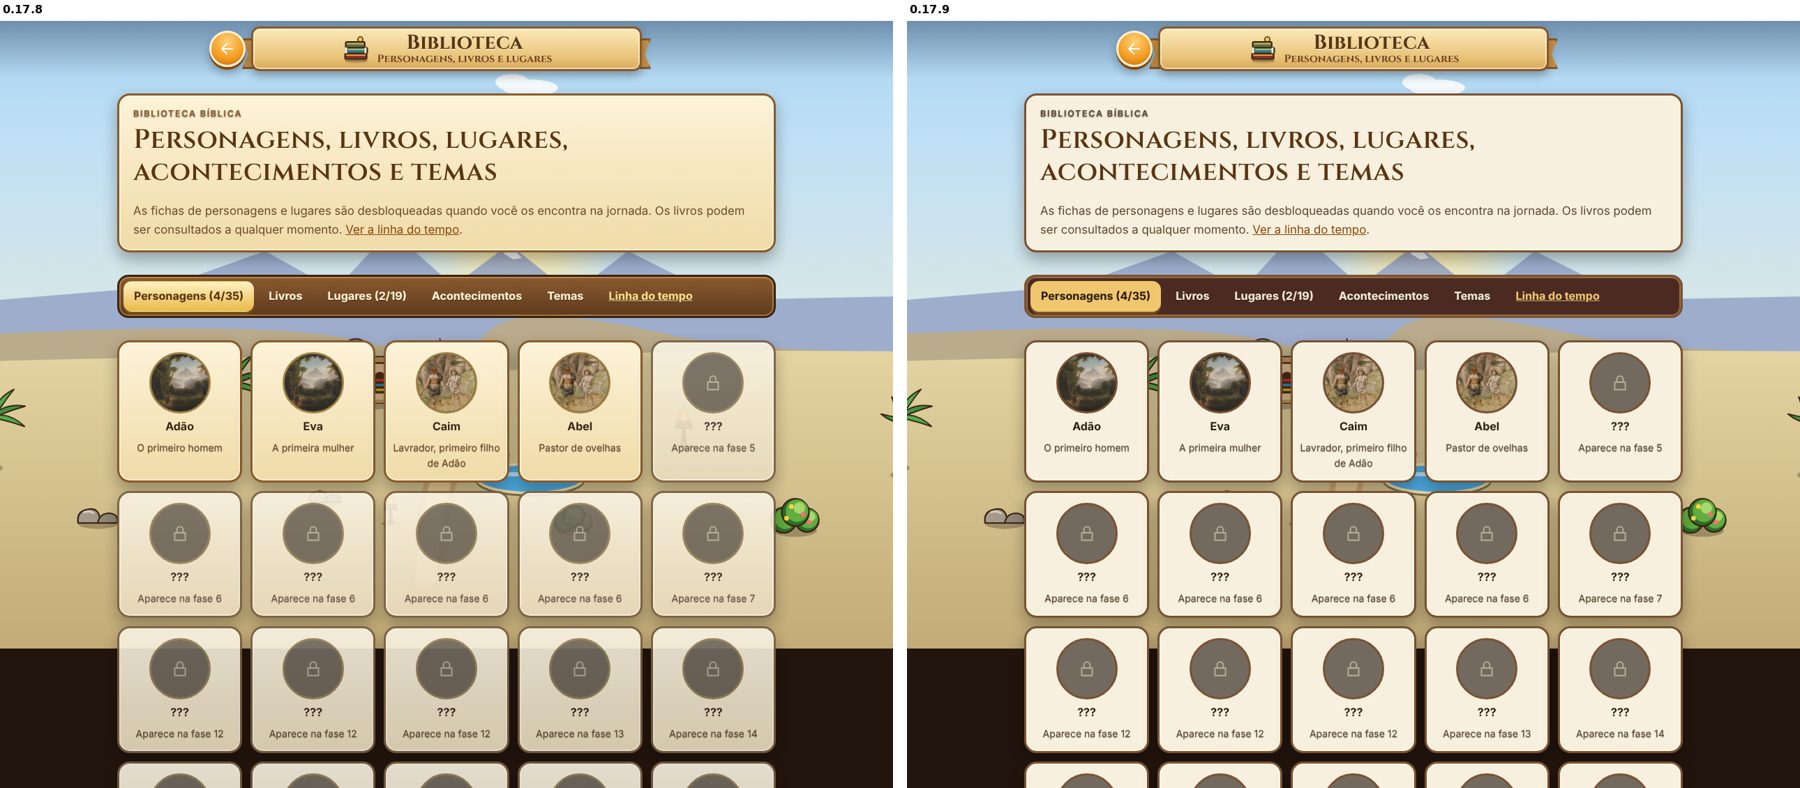 0.17.8
BIBLIOTECA
PERSONAGENS, LIVROS E LUGARES
BIBLIOTECA BÍBLICA
PERSONAGENS, LIVROS, LUGARES,
ACONTECIMENTOS E TEMAS
As fichas de personagens e lugares são desbloqueadas quando você os encontra na jornada. Os livros podem
ser consultados a qualquer momento. Ver a linha do tempo.
Personagens (4/35) Livros Lugares (2/19) Acontecimentos Temas Linha do tempo
Adão Eva Caim Abel ???
O primeiro homem A primeira mulher Lavrador, primeiro filho Pastor de ovelhas Aparece na fase 5
de Adão
??? ??? ??? ??? ???
Aparece na fase 6 Aparece na fase 6 Aparece na fase 6 Aparece na fase 6 Aparece na fase 7
??? ??? ??? ??? ???
Aparece na fase 12 Aparece na fase 12 Aparece na fase 12 Aparece na fase 13 Aparece na fase 14
0.17.9
BIBLIOTECA
PERSONAGENS, LIVROS E LUGARES
BIBLIOTECA BÍBLICA
PERSONAGENS, LIVROS, LUGARES,
ACONTECIMENTOS E TEMAS
As fichas de personagens e lugares são desbloqueadas quando você os encontra na jornada. Os livros podem
ser consultados a qualquer momento. Ver a linha do tempo.
Personagens (4/35) Livros Lugares (2/19) Acontecimentos Temas Linha do tempo
Adão Eva Caim Abel ???
O primeiro homem A primeira mulher Lavrador, primeiro filho Pastor de ovelhas Aparece na fase 5
de Adão
??? ??? ??? ??? ???
Aparece na fase 6 Aparece na fase 6 Aparece na fase 6 Aparece na fase 6 Aparece na fase 7
??? ??? ??? ??? ???
Aparece na fase 12 Aparece na fase 12 Aparece na fase 12 Aparece na fase 13 Aparece na fase 14